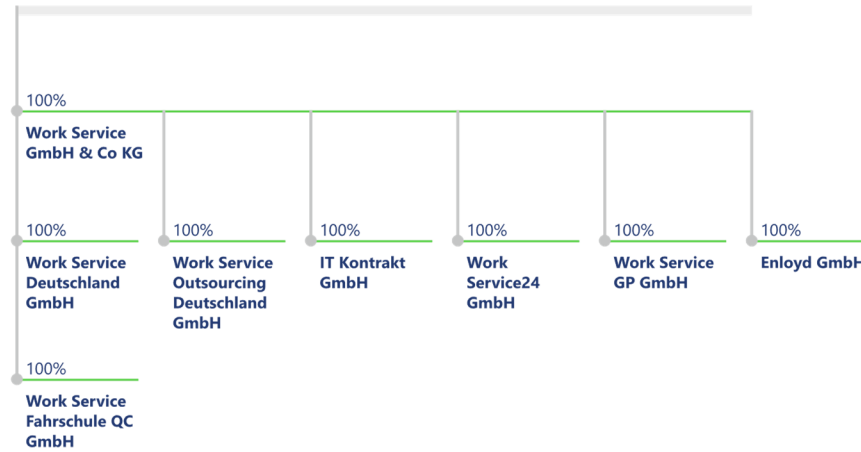 100%
Work Service
GmbH & Co KG
100%
Work Service
Deutschland
GmbH
100%
Work Service
Outsourcing
Deutschland
GmbH
100%
IT Kontrakt
GmbH
100%
Work
Service24
GmbH
100%
Work Service
GP GmbH
100%
Enloyd GmbH
100%
Work Service
Fahrschule QC
GmbH